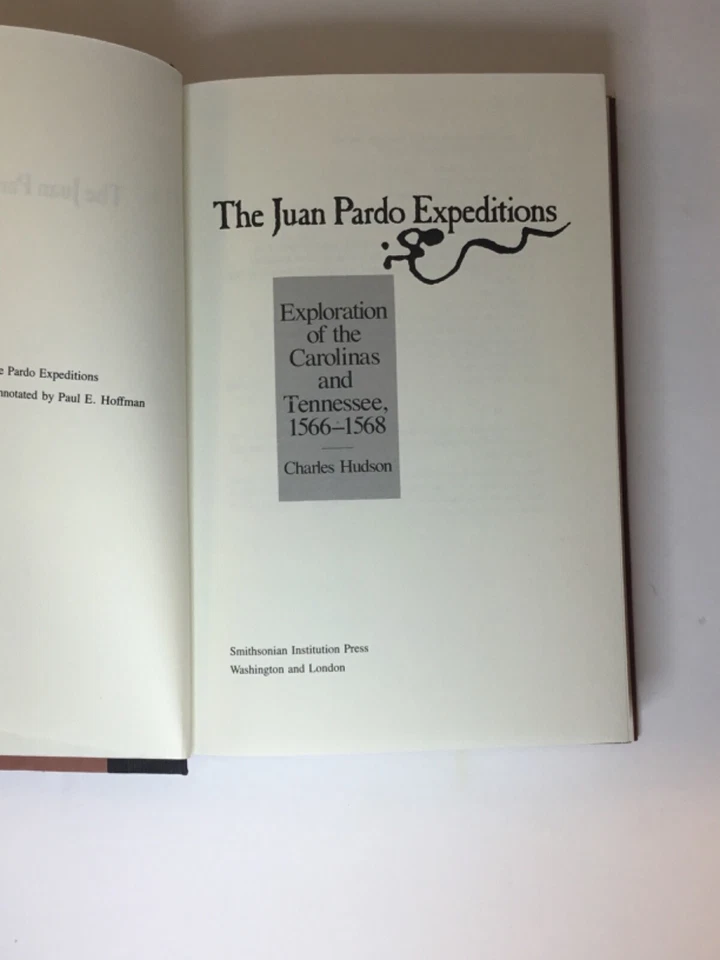 Pardo Expeditions
by Paul E. Hoffman
The Juan Pardo Expeditions
Exploration
of the
Carolinas
and
Tennessee,
1566–1568
Charles Hudson
Smithsonian Institution Press
Washington and London